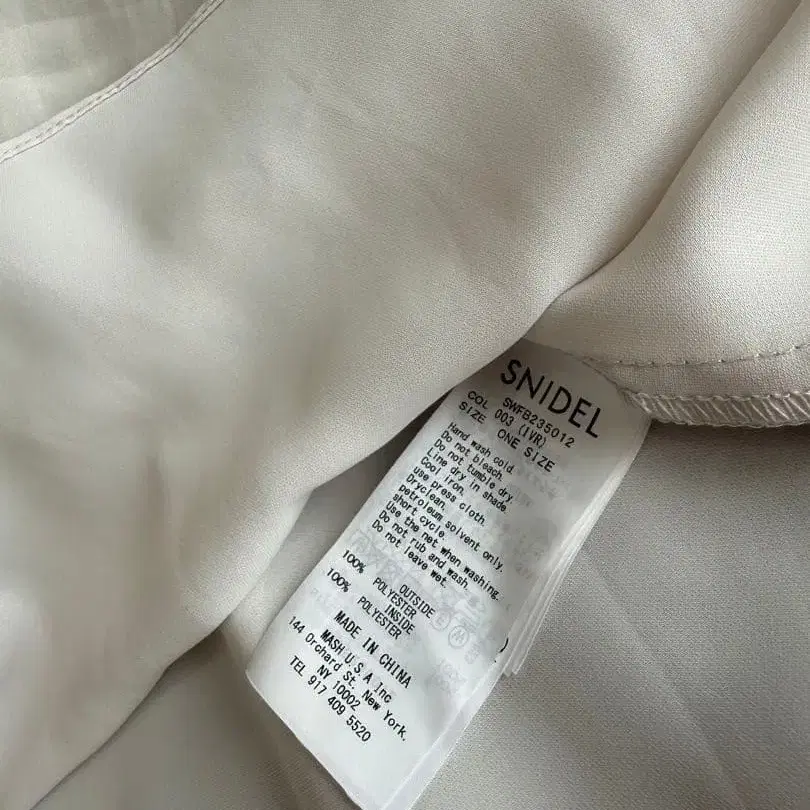 SNIDEL
SWFB235012
COL 003 (IVR)
SIZE ONE SIZE
Hand wash cold.
Do not bleach.
Do not tumble dry.
Line dry in shade.
Cool iron,
use press cloth.
Dryclean,
petroleum solvent only,
short cycle.
Use the net when washing.
Do not rub and wash.
Do not leave wet.
OUTSIDE
100% POLYESTER
INSIDE
100% POLYESTER
MADE IN CHINA
MASH U.S.A Inc
144 Orchard St, New York,
NY 10002
TEL 917 409 5520